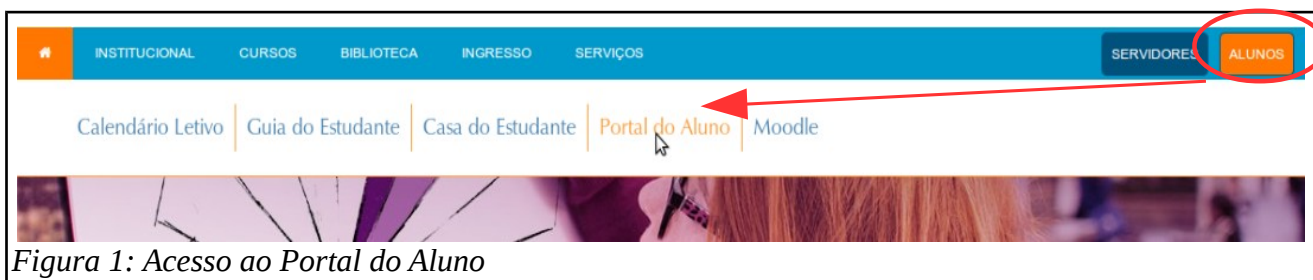 INSTITUCIONAL CURSOS BIBLIOTECA INGRESSO SERVIÇOS SERVIDORES ALUNOS
Calendário Letivo Guia do Estudante Casa do Estudante Portal do Aluno Moodle
Figura 1: Acesso ao Portal do Aluno